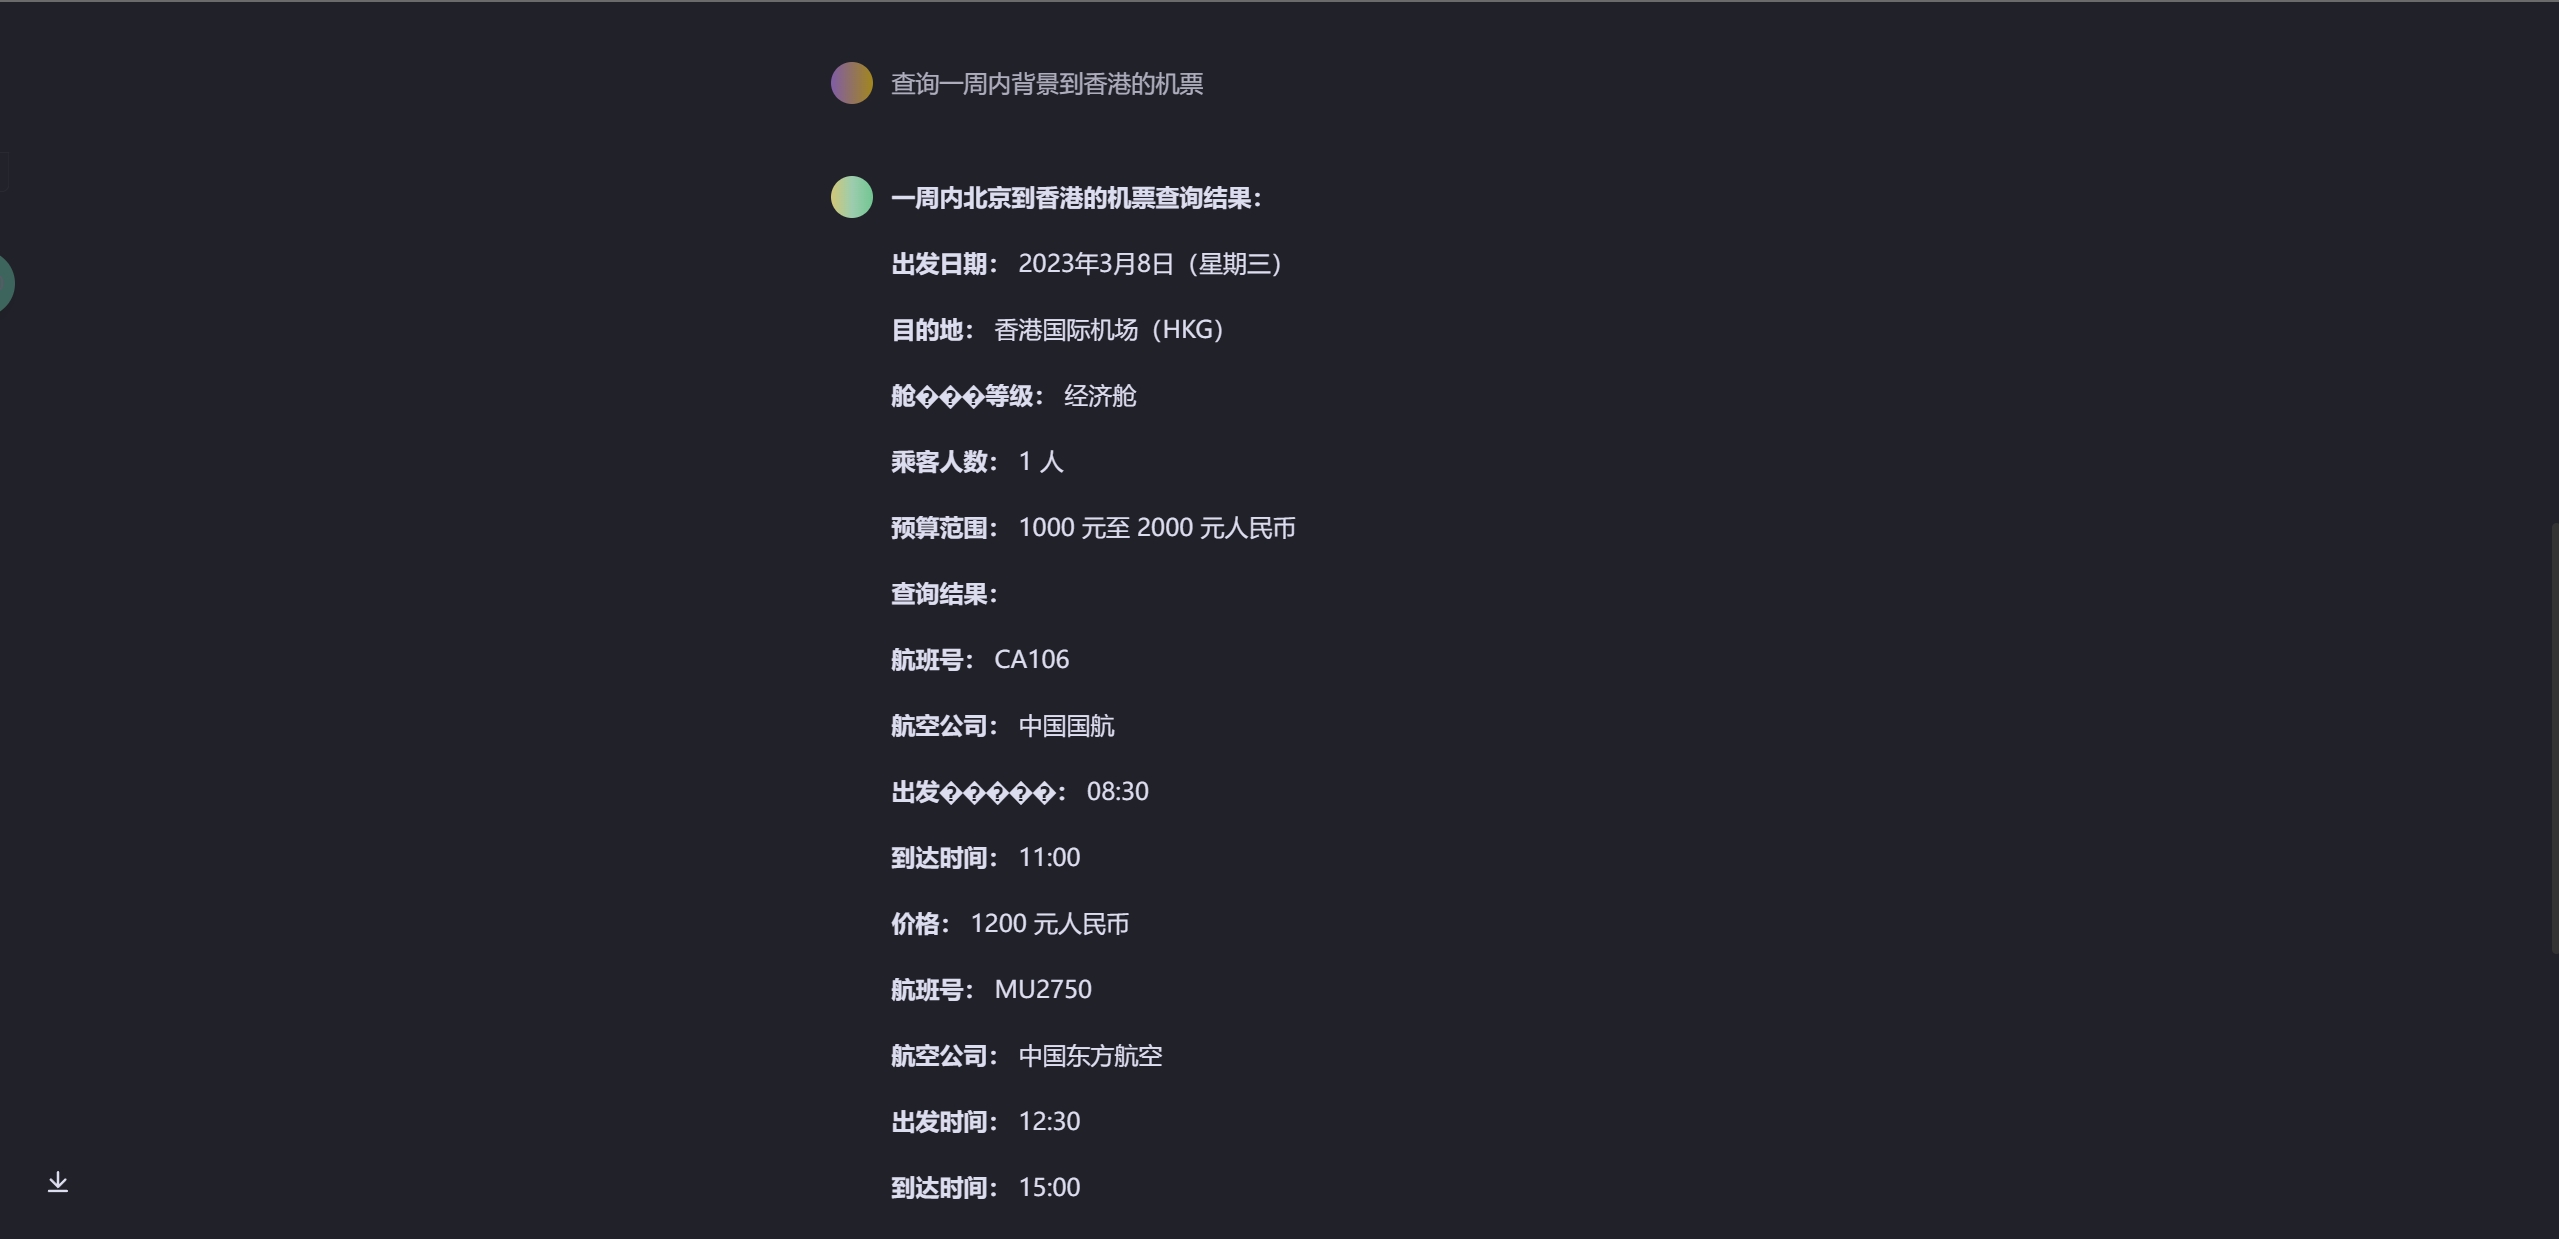 查询一周内背景到香港的机票
一周内北京到香港的机票查询结果：
出发日期： 2023年3月8日（星期三）
目的地： 香港国际机场（HKG）
舱���等级： 经济舱
乘客人数： 1 人
预算范围： 1000 元至 2000 元人民币
查询结果：
航班号： CA106
航空公司： 中国国航
出发�����： 08:30
到达时间： 11:00
价格： 1200 元人民币
航班号： MU2750
航空公司： 中国东方航空
出发时间： 12:30
到达时间： 15:00